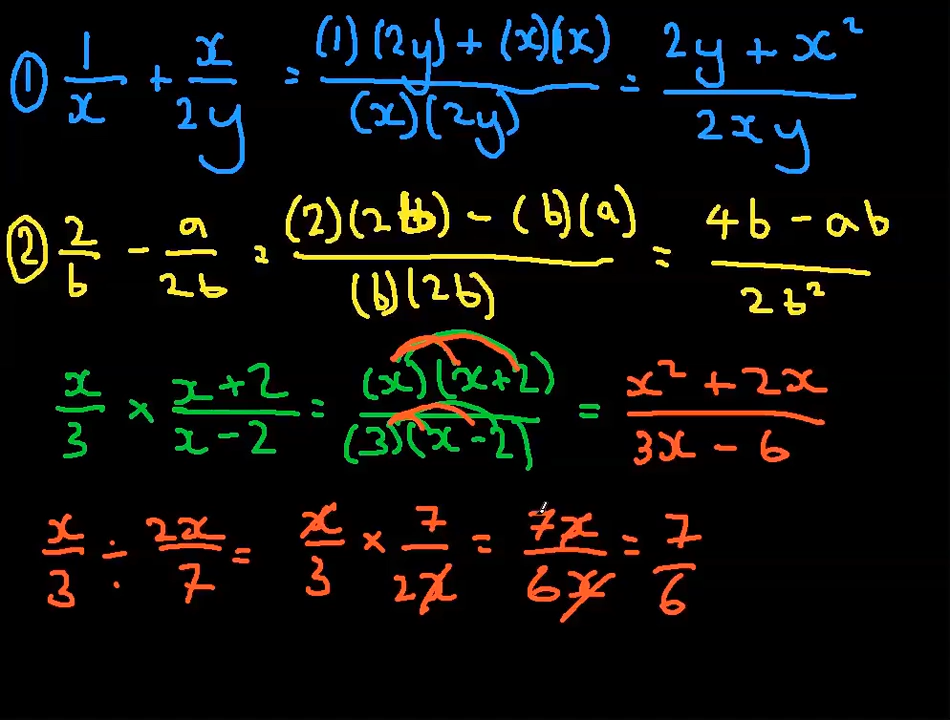 ① 1/x + x/2y = (1)(2y) + (x)(x)/(x)(2y) = 2y + x²/2xy
② 2/b - a/2b = (2)(2b) - (b)(a)/(b)(2b) = 4b - ab/2b²
x/3 × x+2/x-2 = (x)(x+2)/(3)(x-2) = x² + 2x/3x - 6
x/3 ÷ 2x/7 = x/3 × 7/2x = 7x/6x = 7/6